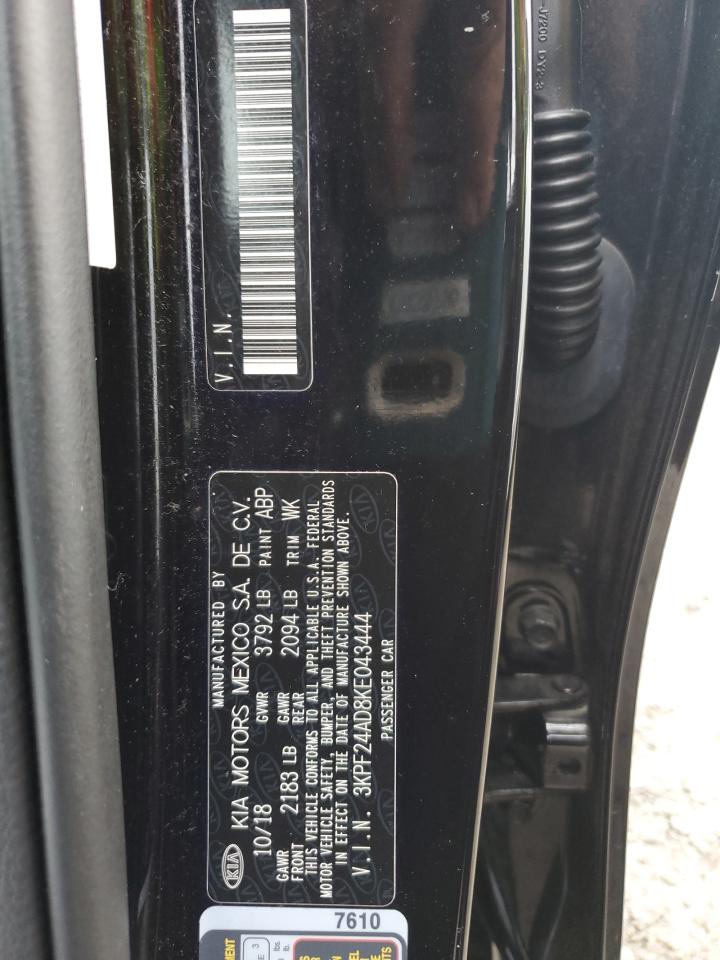 V.I.N.
MANUFACTURED BY
KIA KIA MOTORS MEXICO S.A. DE C.V.
10/18 GVWR 3792 LB PAINT ABP
GAWR FRONT 2183 LB GAWR REAR 2094 LB TRIM WK
THIS VEHICLE CONFORMS TO ALL APPLICABLE U.S.A. FEDERAL
MOTOR VEHICLE SAFETY, BUMPER, AND THEFT PREVENTION STANDARDS
IN EFFECT ON THE DATE OF MANUFACTURE SHOWN ABOVE.
V.I.N. 3KPF24AD8KE043444
PASSENGER CAR
7610